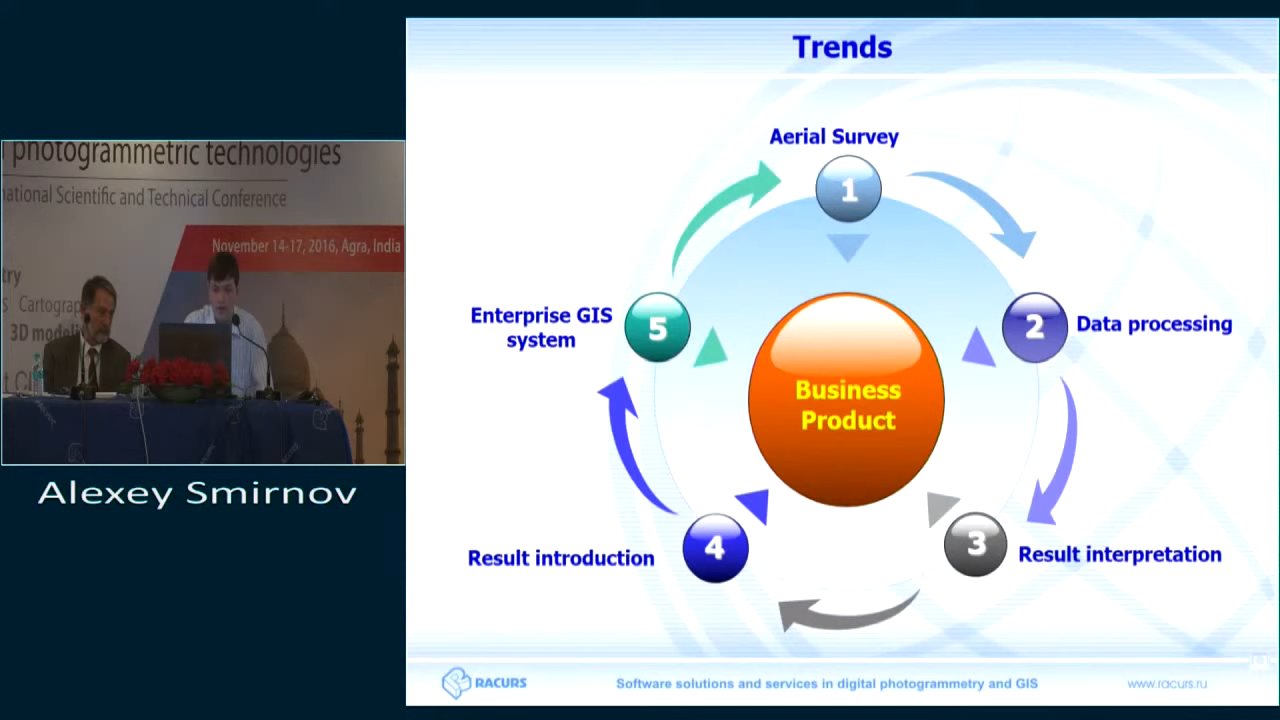 photogrammetric technologies
Scientific and Technical Conference
November 14-17, 2016, Agra, India
3D
Alexey Smirnov
Trends
Aerial Survey
1
2
Data processing
3
Result interpretation
4
Result introduction
5
Enterprise GIS
system
Business
Product
RACURS
Software solutions and services in digital photogrammetry and GIS
www.racurs.ru